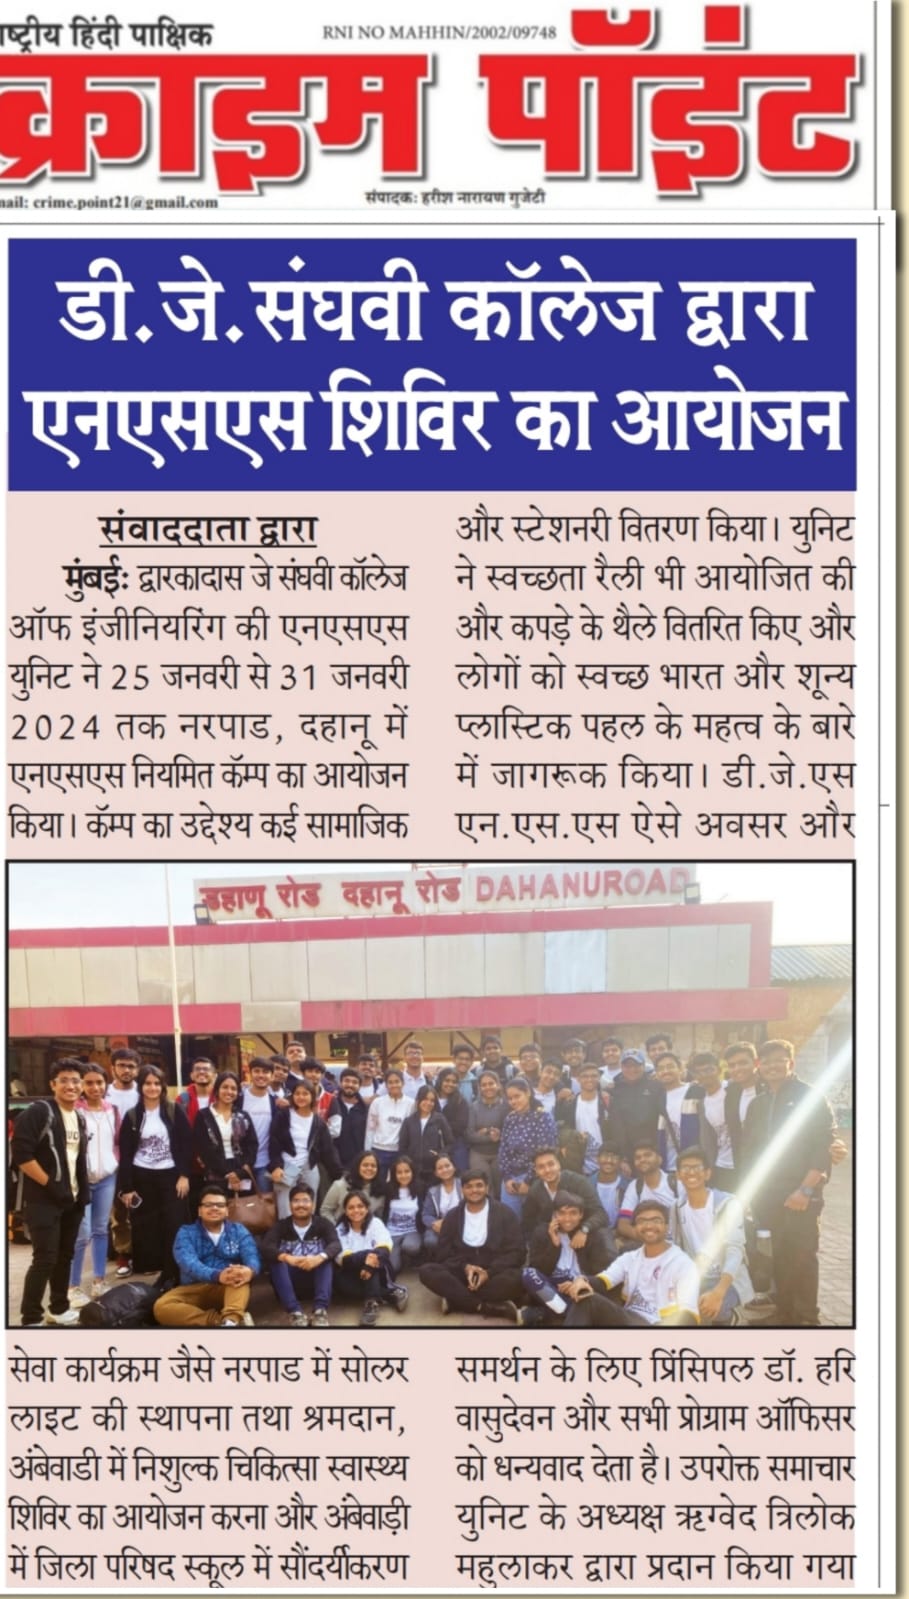 राष्ट्रीय हिंदी पाक्षिक
RNI NO MAHHIN/2002/09748
क्राइम पॉइंट
mail: crime.point21@gmail.com
संपादक: हरीश नारायण गुजेटी
डी.जे.संघवी कॉलेज द्वारा
एनएसएस शिविर का आयोजन
संवाददाता द्वारा
मुंबई: द्वारकादास जे संघवी कॉलेज
ऑफ इंजीनियरिंग की एनएसएस
युनिट ने 25 जनवरी से 31 जनवरी
2024 तक नरपाड, दहानू में
एनएसएस नियमित कॅम्प का आयोजन
किया। कॅम्प का उद्देश्य कई सामाजिक
डहाणू रोड दहानू रोड DAHANUROAD
सेवा कार्यक्रम जैसे नरपाड में सोलर
लाइट की स्थापना तथा श्रमदान,
अंबेवाडी में निशुल्क चिकित्सा स्वास्थ्य
शिविर का आयोजन करना और अंबेवाड़ी
में जिला परिषद स्कूल में सौंदर्यीकरण
और स्टेशनरी वितरण किया। युनिट
ने स्वच्छता रैली भी आयोजित की
और कपड़े के थैले वितरित किए और
लोगों को स्वच्छ भारत और शून्य
प्लास्टिक पहल के महत्व के बारे
में जागरूक किया। डी.जे.एस
एन.एस.एस ऐसे अवसर और
समर्थन के लिए प्रिंसिपल डॉ. हरि
वासुदेवन और सभी प्रोग्राम ऑफिसर
को धन्यवाद देता है। उपरोक्त समाचार
युनिट के अध्यक्ष ऋग्वेद त्रिलोक
महुलाकर द्वारा प्रदान किया गया